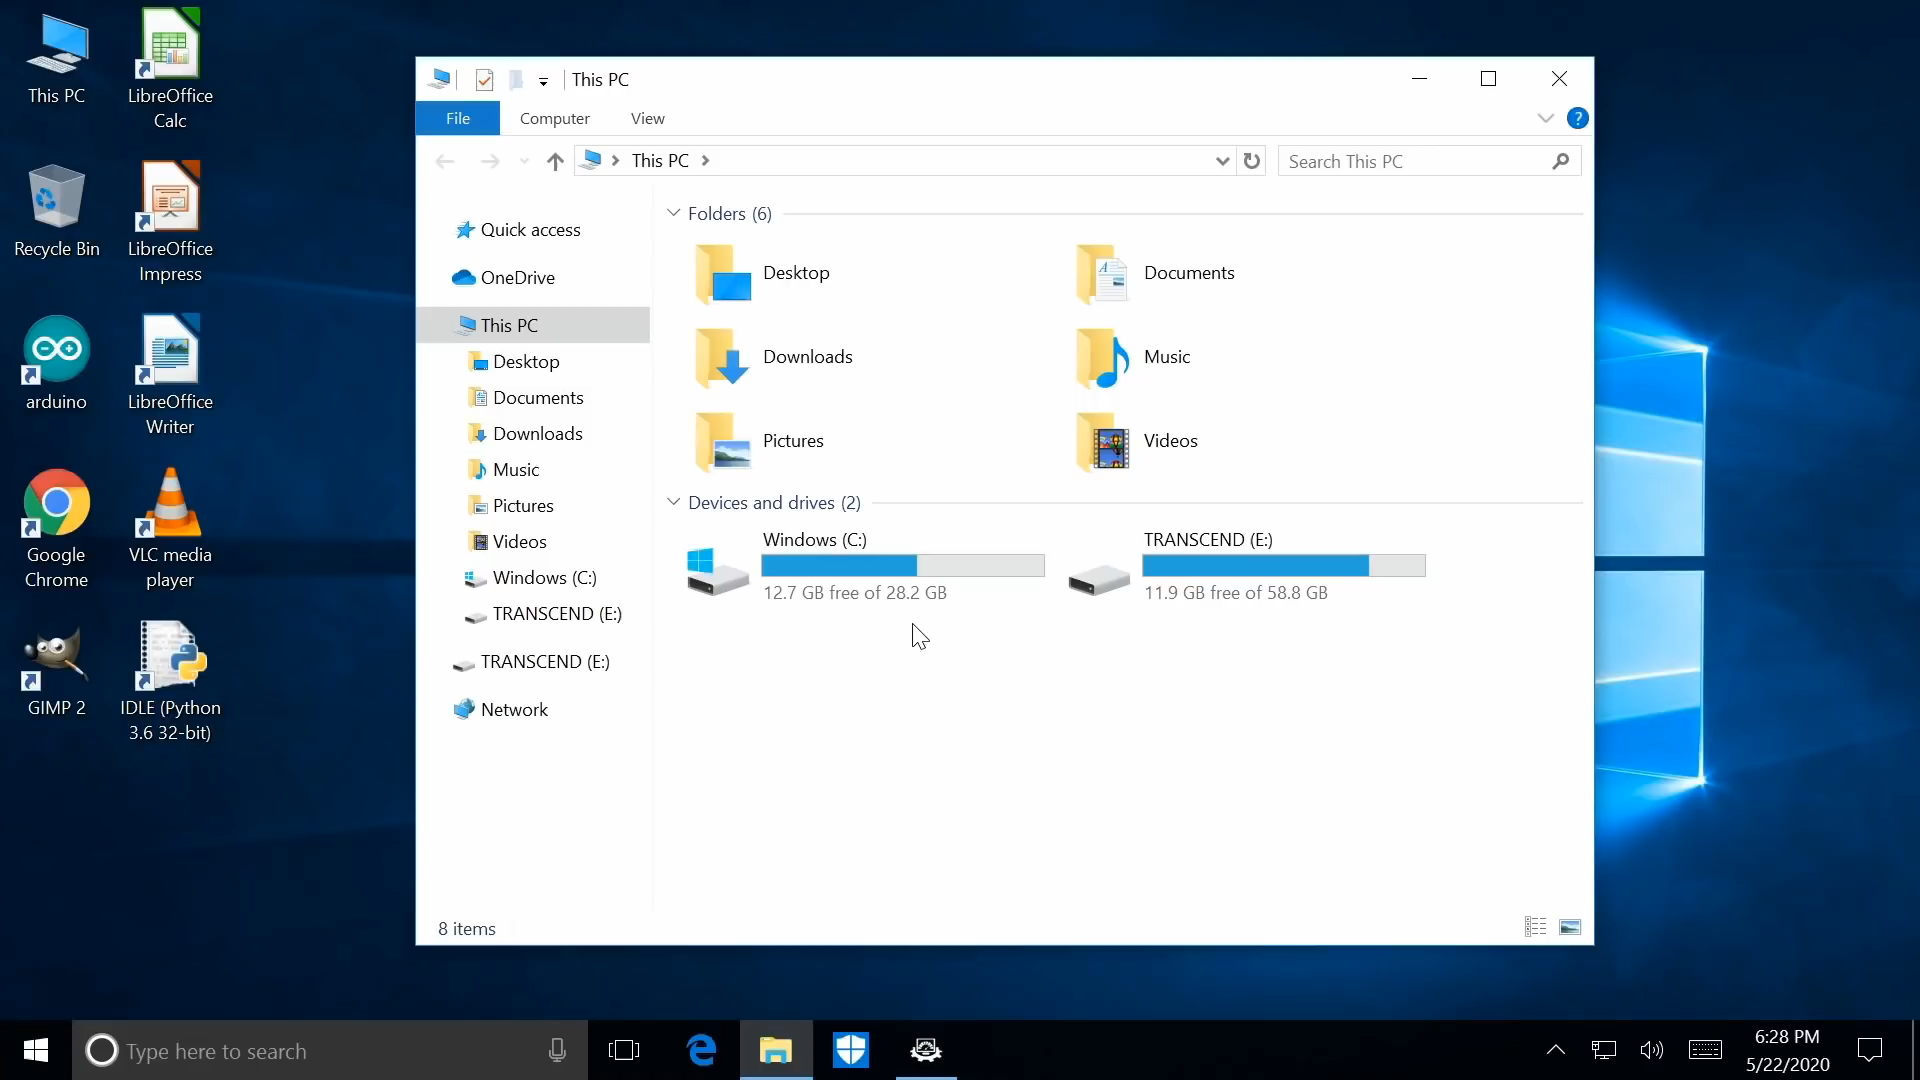 This PC
LibreOffice
Calc
Recycle Bin
LibreOffice
Impress
arduino
LibreOffice
Writer
Google
Chrome
VLC media
player
GIMP 2
IDLE (Python
3.6 32-bit)
This PC
File
Computer
View
?
This PC
Search This PC
Quick access
OneDrive
This PC
Desktop
Documents
Downloads
Music
Pictures
Videos
Windows (C:)
TRANSCEND (E:)
TRANSCEND (E:)
Network
Folders (6)
Desktop
Documents
Downloads
Music
Pictures
Videos
Devices and drives (2)
Windows (C:)
12.7 GB free of 28.2 GB
TRANSCEND (E:)
11.9 GB free of 58.8 GB
8 items
Type here to search
6:28 PM
5/22/2020